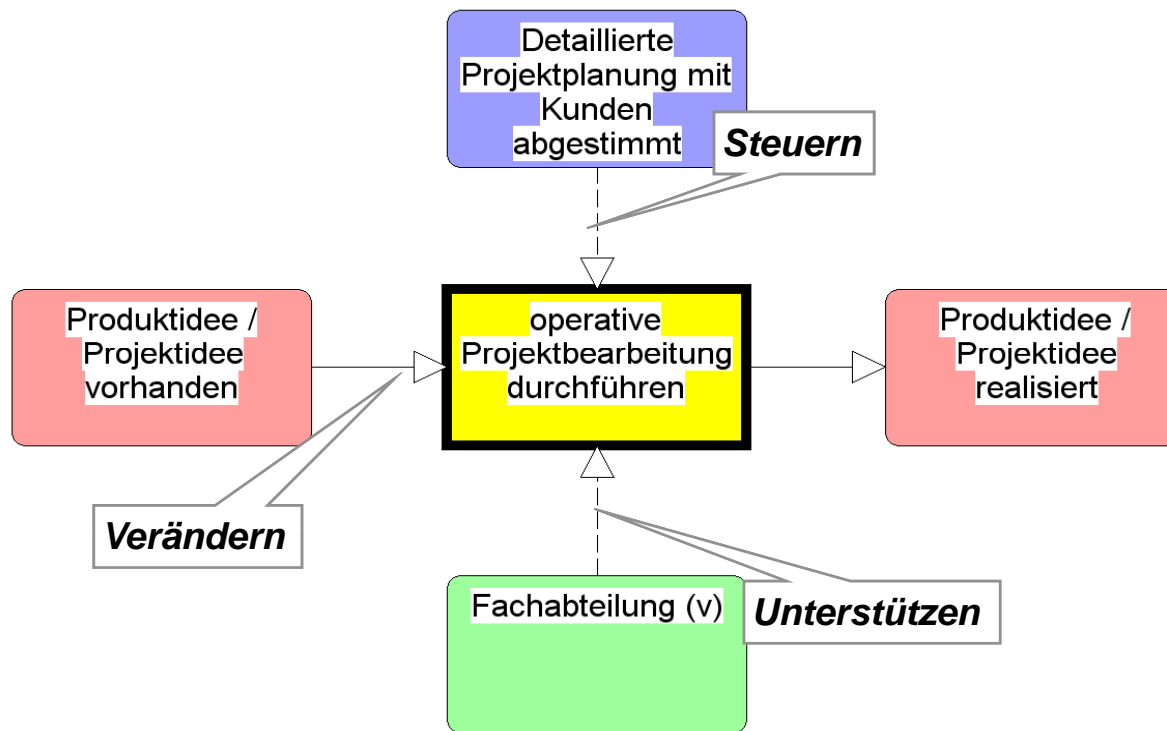 Detaillierte
Projektplanung mit
Kunden
abgestimmt
Steuern
Produktidee /
Projektidee
vorhanden
operative
Projektbearbeitung
durchführen
Produktidee /
Projektidee
realisiert
Verändern
Fachabteilung (v)
Unterstützen